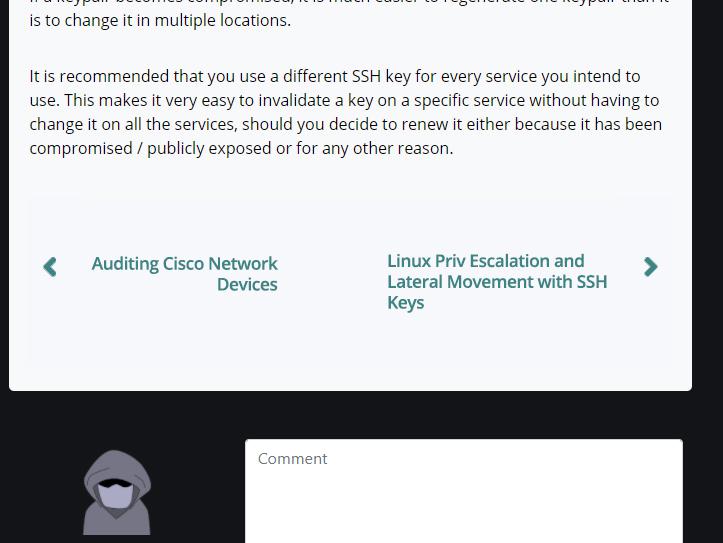 is to change it in multiple locations.
It is recommended that you use a different SSH key for every service you intend to
use. This makes it very easy to invalidate a key on a specific service without having to
change it on all the services, should you decide to renew it either because it has been
compromised / publicly exposed or for any other reason.
Auditing Cisco Network
Devices
Linux Priv Escalation and
Lateral Movement with SSH
Keys
Comment